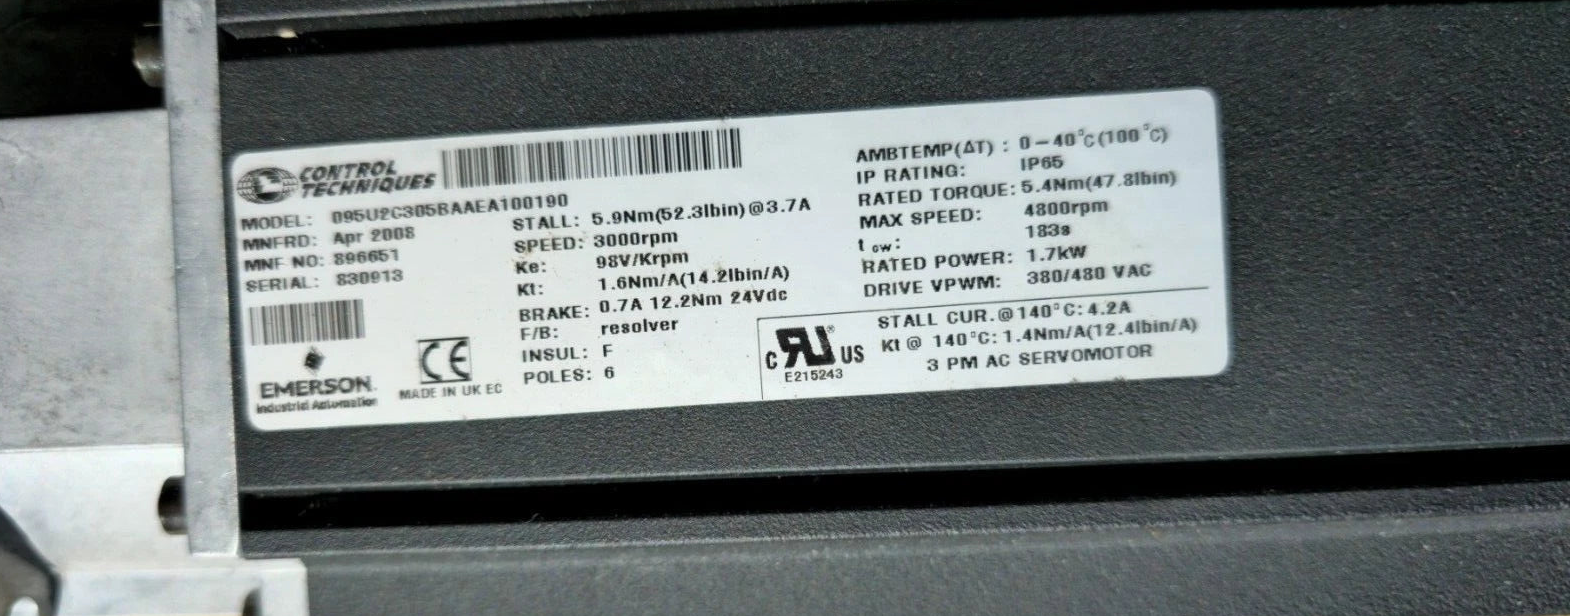 CONTROL
TECHNIQUES
MODEL: 095U2C305BAAEA100190
MNFRD: Apr 2008
MNF NO: 896651
SERIAL: 830913
EMERSON
Industrial Automation
CE
MADE IN UK EC
STALL: 5.9Nm(52.3lbin)@3.7A
SPEED: 3000rpm
Ke: 98V/Krpm
Kt: 1.6Nm/A(14.2lbin/A)
BRAKE: 0.7A 12.2Nm 24Vdc
F/B: resolver
INSUL: F
POLES: 6
AMBTEMP(ΔT) : 0-40°C(100°C)
IP RATING: IP65
RATED TORQUE: 5.4Nm(47.8lbin)
MAX SPEED: 4800rpm
t cw: 183s
RATED POWER: 1.7kW
DRIVE VPWM: 380/480 VAC
c RU ® US
E215243
STALL CUR.@140°C: 4.2A
Kt @ 140°C: 1.4Nm/A(12.4lbin/A)
3 PM AC SERVOMOTOR